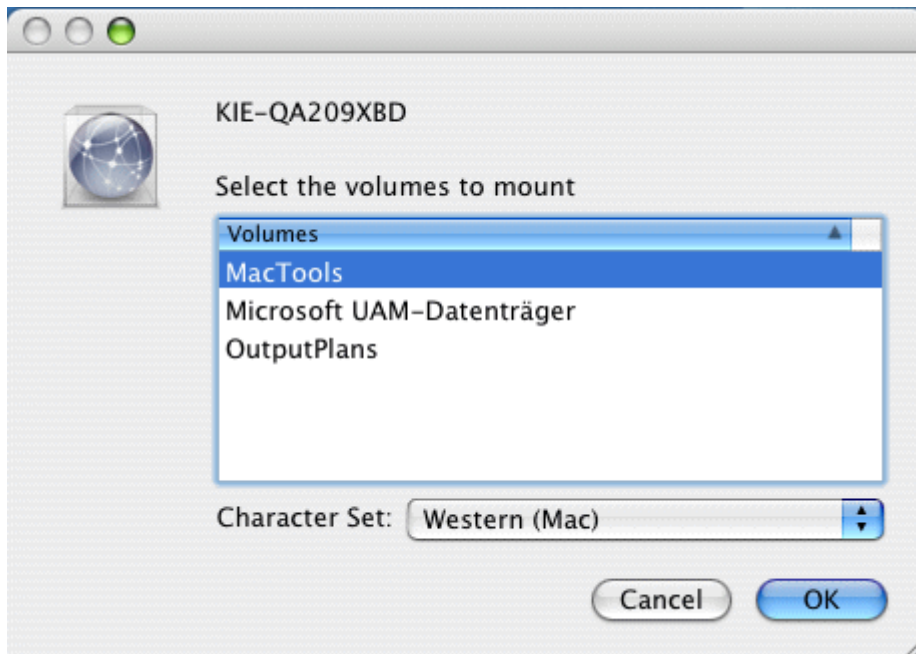 KIE-QA209XBD
Select the volumes to mount
Volumes
MacTools
Microsoft UAM-Datenträger
OutputPlans
Character Set: Western (Mac)
Cancel OK